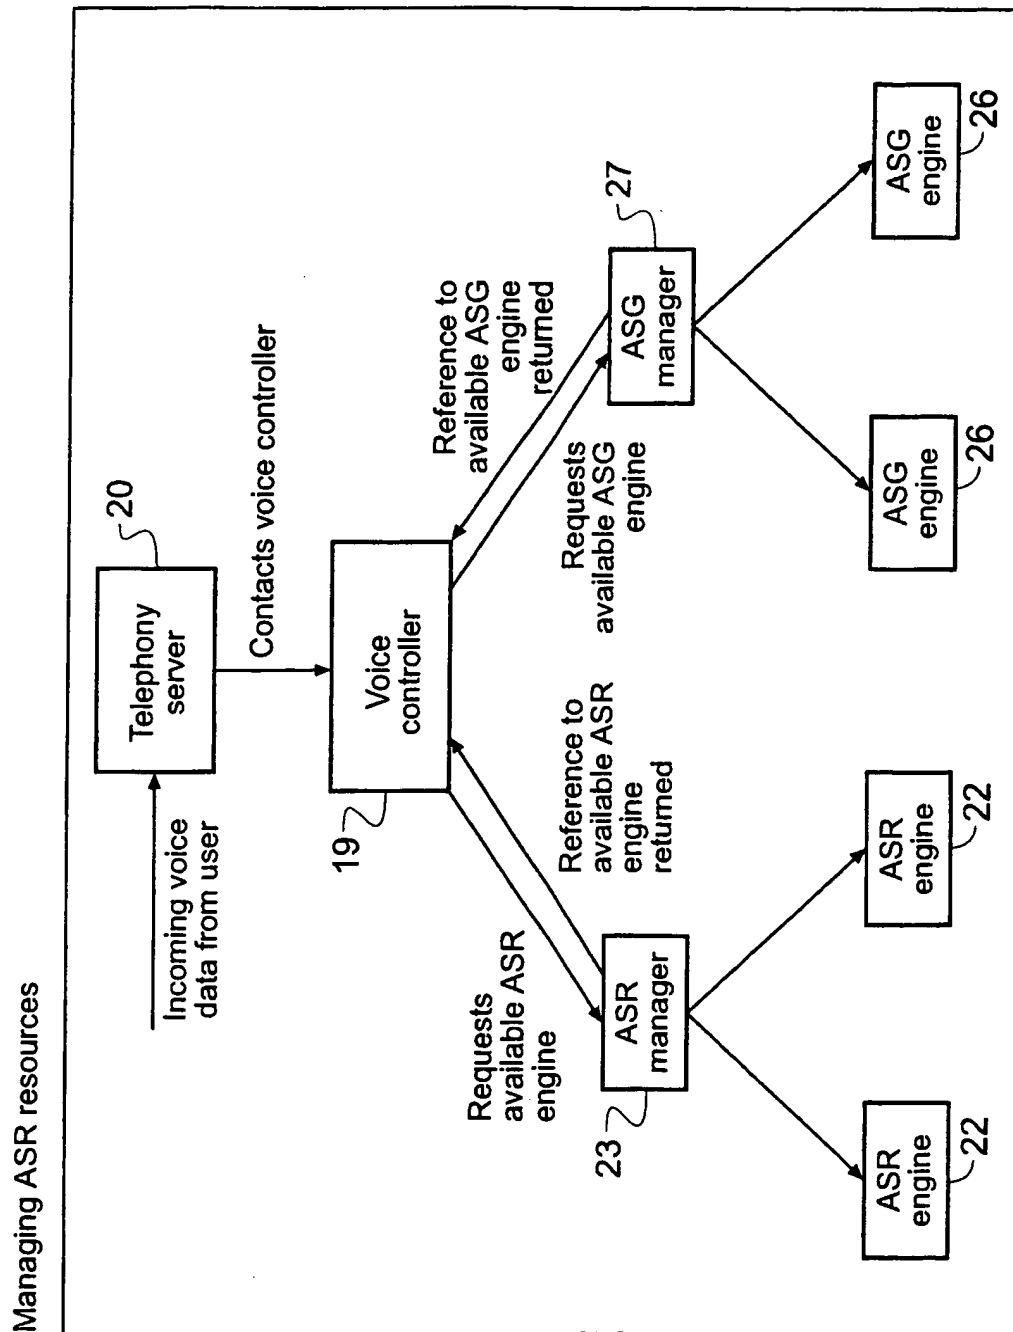 Managing ASR resources
Incoming voice
data from user
Telephony
server
20
Contacts voice controller
Voice
controller
19
Requests
available ASR
engine
Reference to
available ASR
engine
returned
Requests
available ASG
engine
Reference to
available ASG
engine
returned
ASR
manager
23
ASG
manager
27
ASR
engine
22
ASR
engine
22
ASG
engine
26
ASG
engine
26